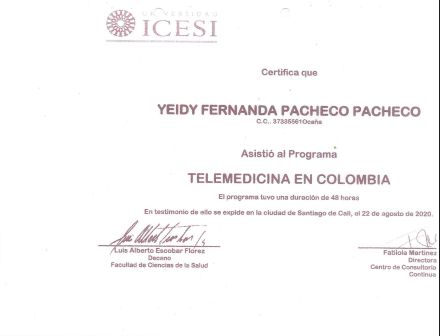 UNIVERSIDAD
ICESI
Certifica que
YEIDY FERNANDA PACHECO PACHECO
C.C.. 37335561Ocaña
Asistió al Programa
TELEMEDICINA EN COLOMBIA
El programa tuvo una duración de 48 horas
En testimonio de ello se expide en la ciudad de Santiago de Cali, el 22 de agosto de 2020.
Luis Alberto Escobar Florez
Decano
Facultad de Ciencias de la Salud
Fabiola Martinez
Directora
Centro de Consultoria
Continua